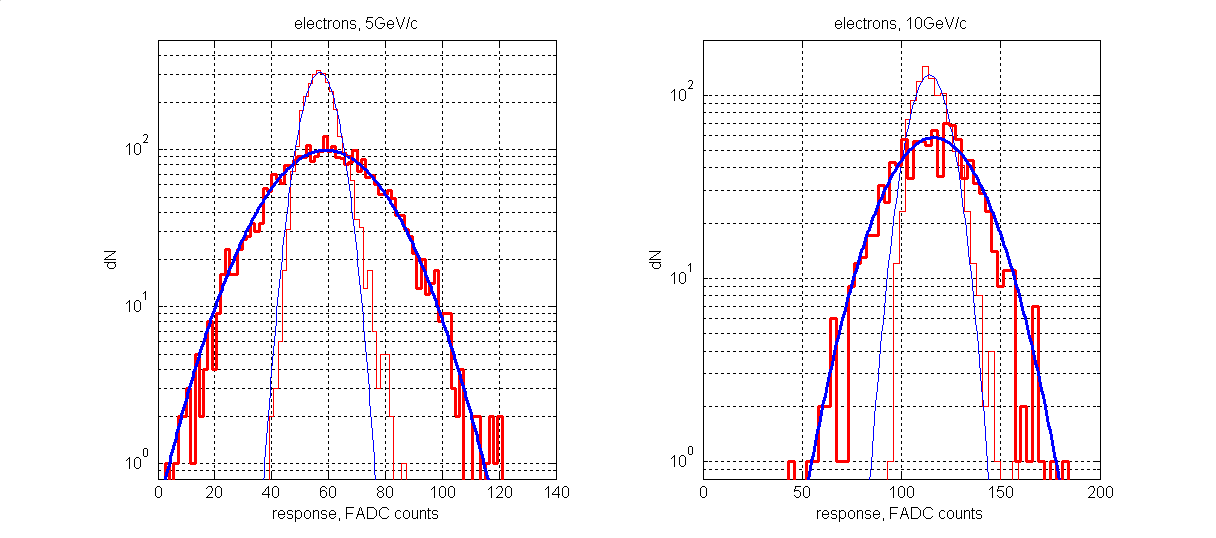 electrons, 5GeV/c
dN
10^2
10^1
10^0
0 20 40 60 80 100 120 140
response, FADC counts
electrons, 10GeV/c
dN
10^2
10^1
10^0
0 50 100 150 200
response, FADC counts